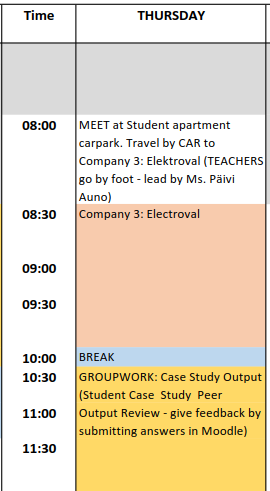 Time THURSDAY
08:00 MEET at Student apartment
carpark. Travel by CAR to
Company 3: Elektroval (TEACHERS
go by foot - lead by Ms. Päivi
Auno)
08:30 Company 3: Electroval
09:00
09:30
10:00 BREAK
10:30 GROUPWORK: Case Study Output
(Student Case Study Peer
11:00 Output Review - give feedback by
submitting answers in Moodle)
11:30